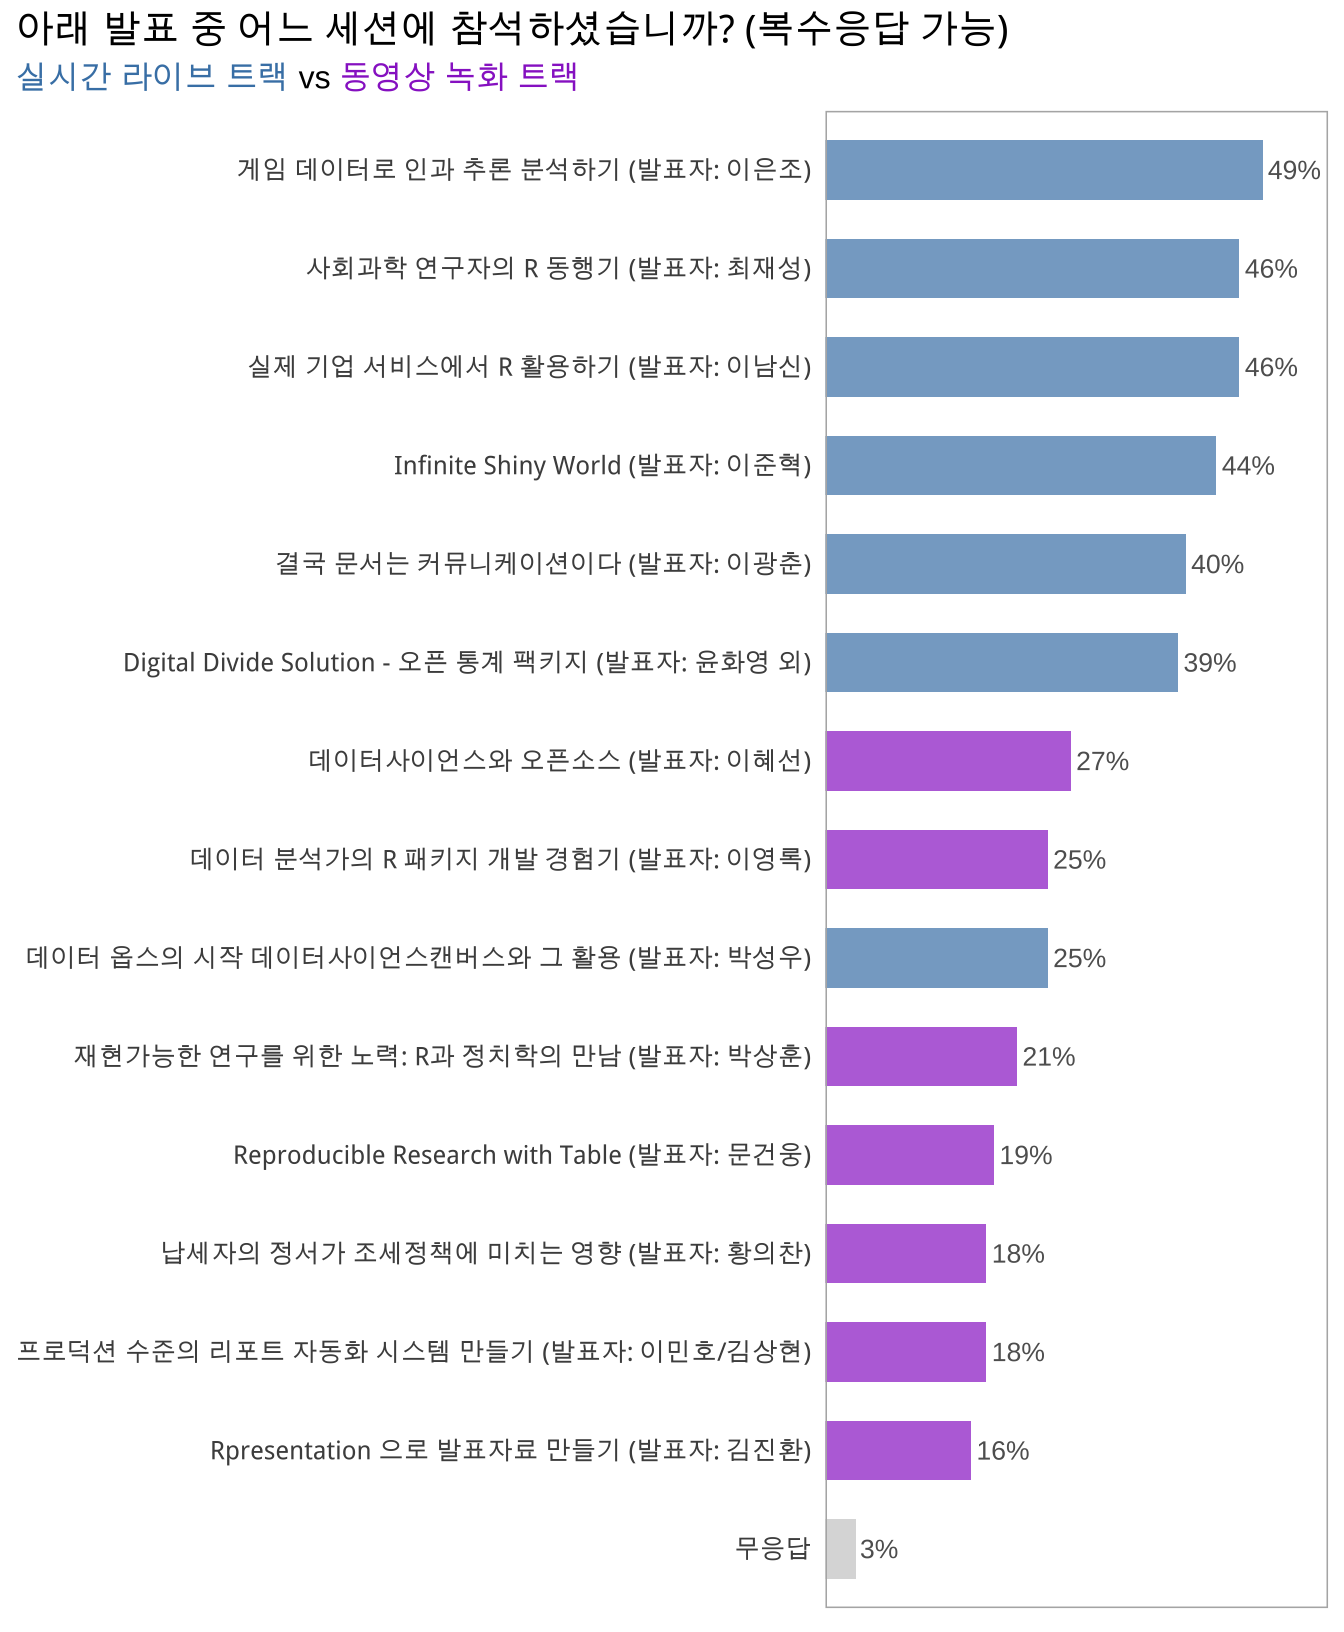 아래 발표 중 어느 세션에 참석하셨습니까? (복수응답 가능)
실시간 라이브 트랙 vs 동영상 녹화 트랙
게임 데이터로 인과 추론 분석하기 (발표자: 이은조) 49%
사회과학 연구자의 R 동행기 (발표자: 최재성) 46%
실제 기업 서비스에서 R 활용하기 (발표자: 이남신) 46%
Infinite Shiny World (발표자: 이준혁) 44%
결국 문서는 커뮤니케이션이다 (발표자: 이광춘) 40%
Digital Divide Solution - 오픈 통계 팩키지 (발표자: 윤화영 외) 39%
데이터사이언스와 오픈소스 (발표자: 이혜선) 27%
데이터 분석가의 R 패키지 개발 경험기 (발표자: 이영록) 25%
데이터 옵스의 시작 데이터사이언스캔버스와 그 활용 (발표자: 박성우) 25%
재현가능한 연구를 위한 노력: R과 정치학의 만남 (발표자: 박상훈) 21%
Reproducible Research with Table (발표자: 문건웅) 19%
납세자의 정서가 조세정책에 미치는 영향 (발표자: 황의찬) 18%
프로덕션 수준의 리포트 자동화 시스템 만들기 (발표자: 이민호/김상현) 18%
Rpresentation 으로 발표자료 만들기 (발표자: 김진환) 16%
무응답 3%